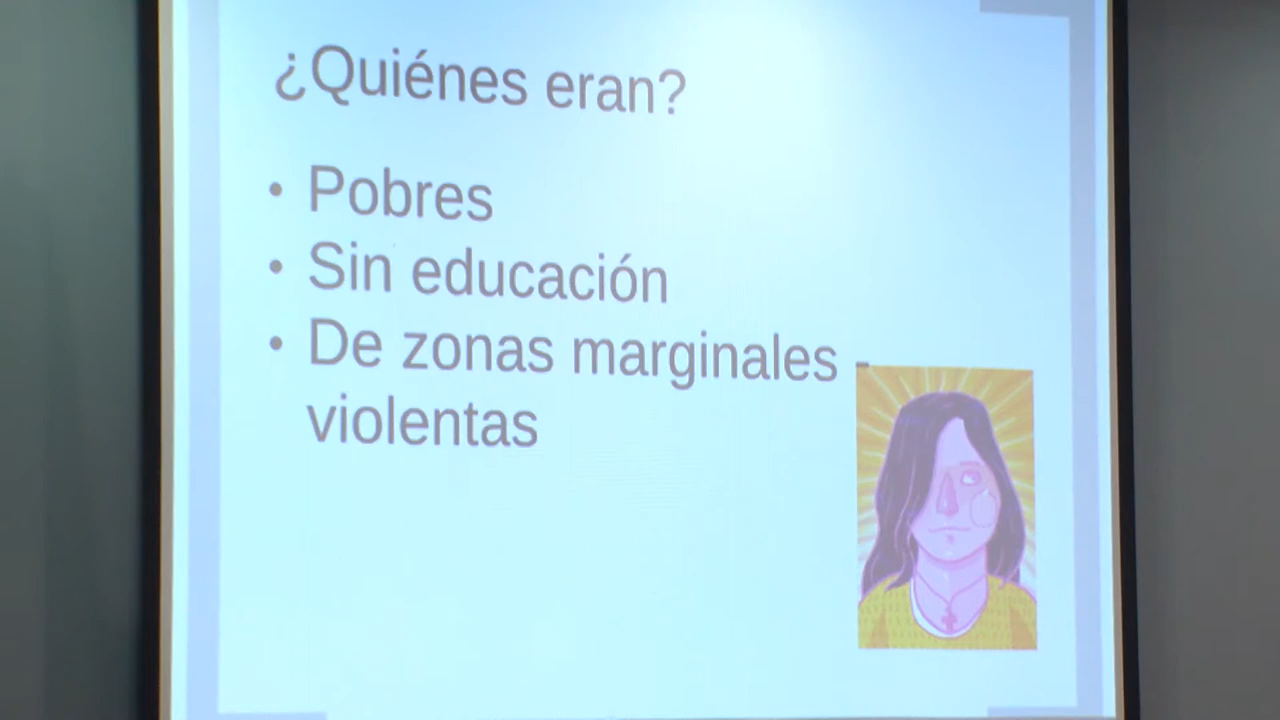 ¿Quiénes eran?
• Pobres
• Sin educación
• De zonas marginales -
violentas